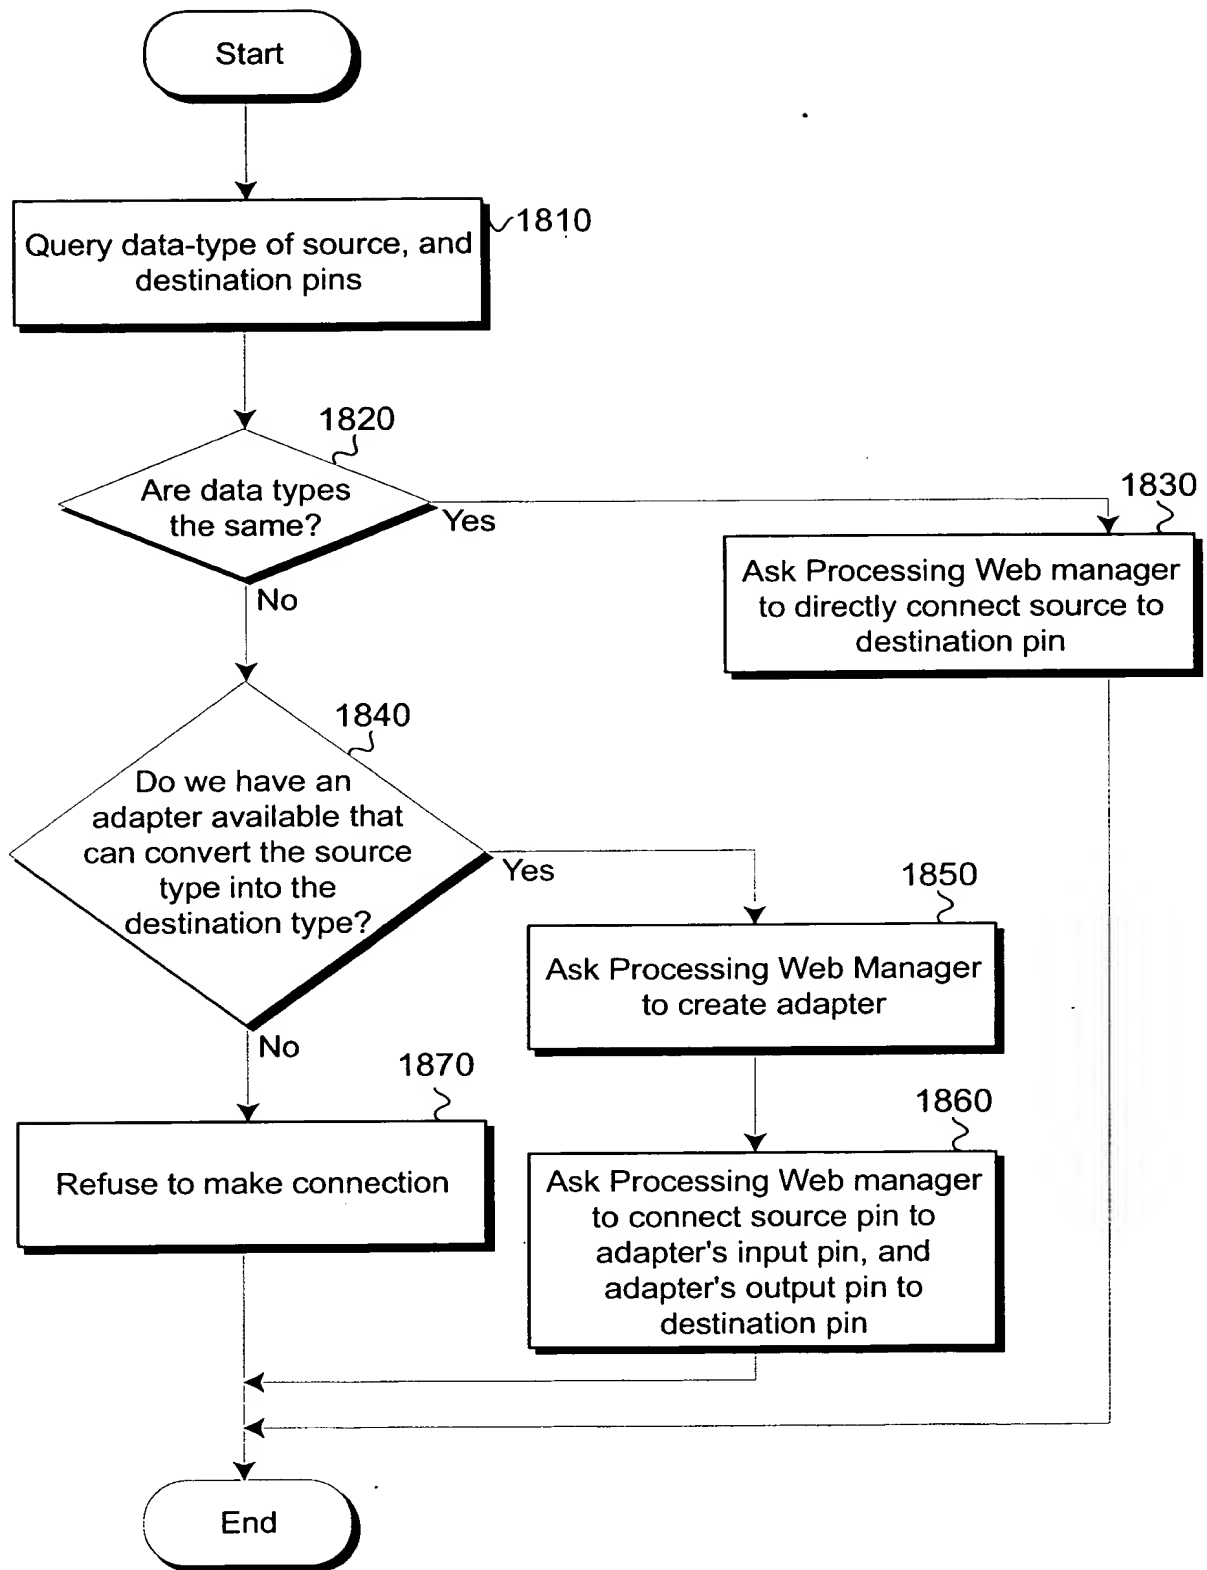 Start
1810
Query data-type of source, and
destination pins
1820
Are data types
the same?
Yes
No
1830
Ask Processing Web manager
to directly connect source to
destination pin
1840
Do we have an
adapter available that
can convert the source
type into the
destination type?
Yes
No
1850
Ask Processing Web Manager
to create adapter
1860
Ask Processing Web manager
to connect source pin to
adapter's input pin, and
adapter's output pin to
destination pin
1870
Refuse to make connection
End